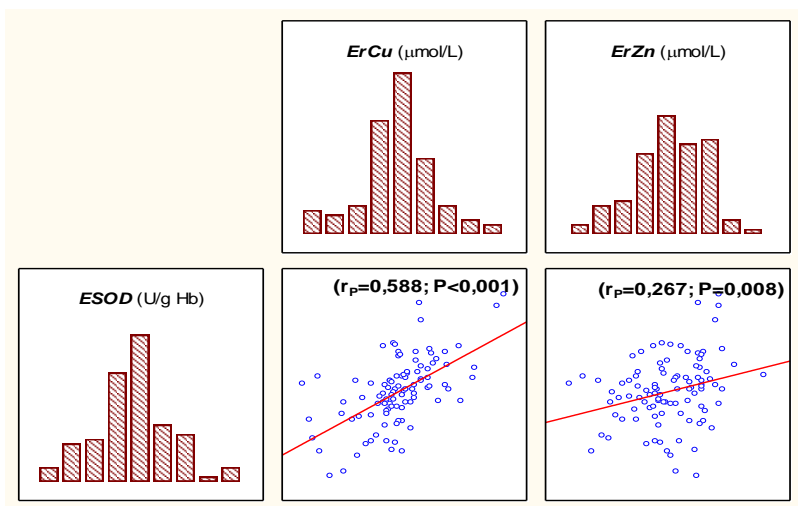 ErCu (μmol/L)
ErZn (μmol/L)
ESOD (U/g Hb)
(rP=0,588; P<0,001)
(rP=0,267; P=0,008)